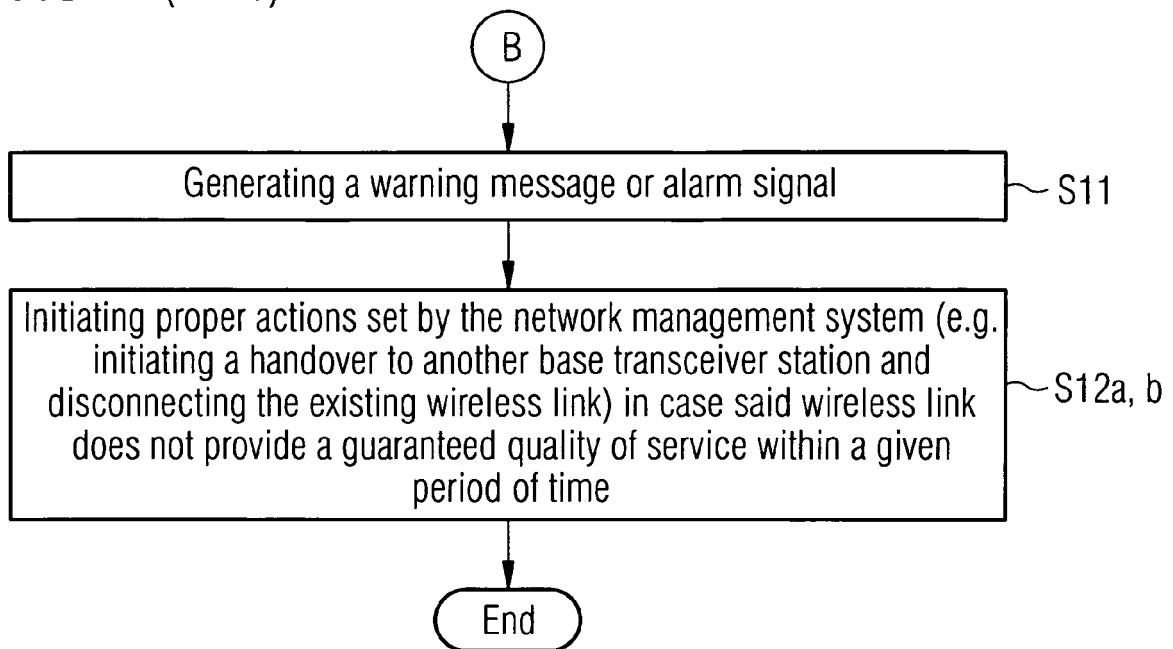 B
Generating a warning message or alarm signal
S11
Initiating proper actions set by the network management system (e.g.
initiating a handover to another base transceiver station and
disconnecting the existing wireless link) in case said wireless link
does not provide a guaranteed quality of service within a given
period of time
S12a, b
End